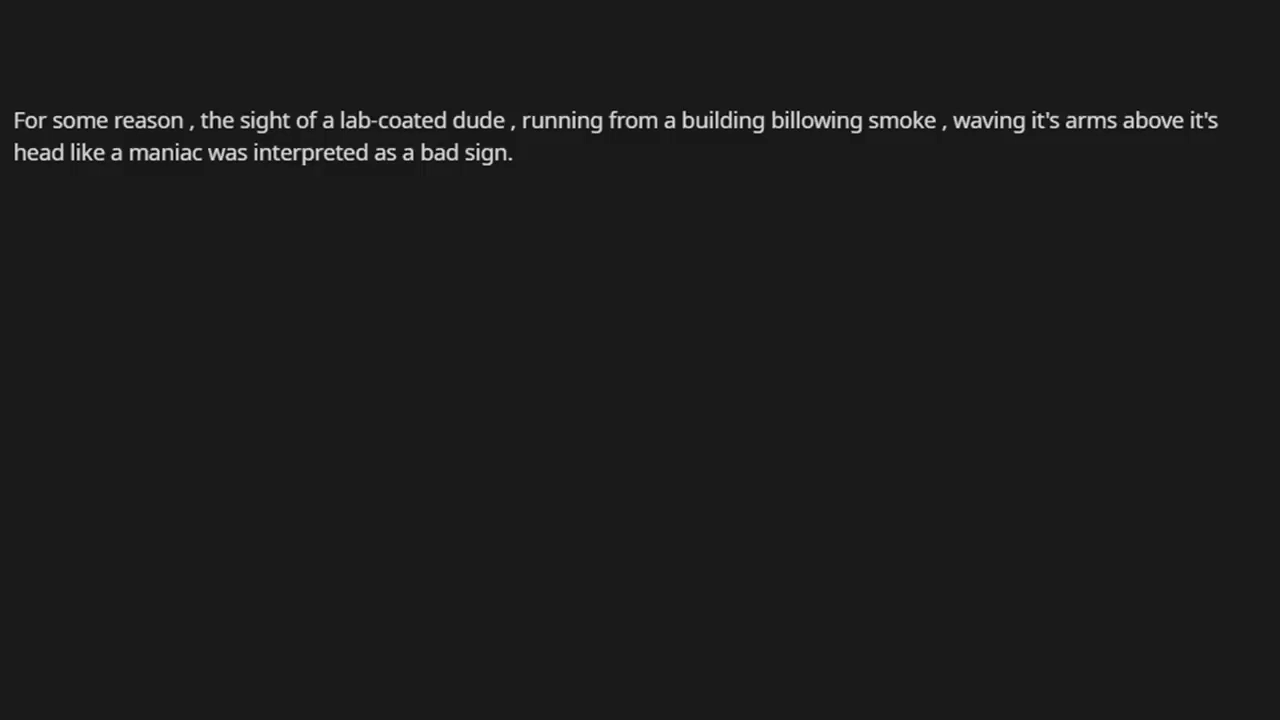 For some reason , the sight of a lab-coated dude , running from a building billowing smoke , waving it's arms above it's
head like a maniac was interpreted as a bad sign.